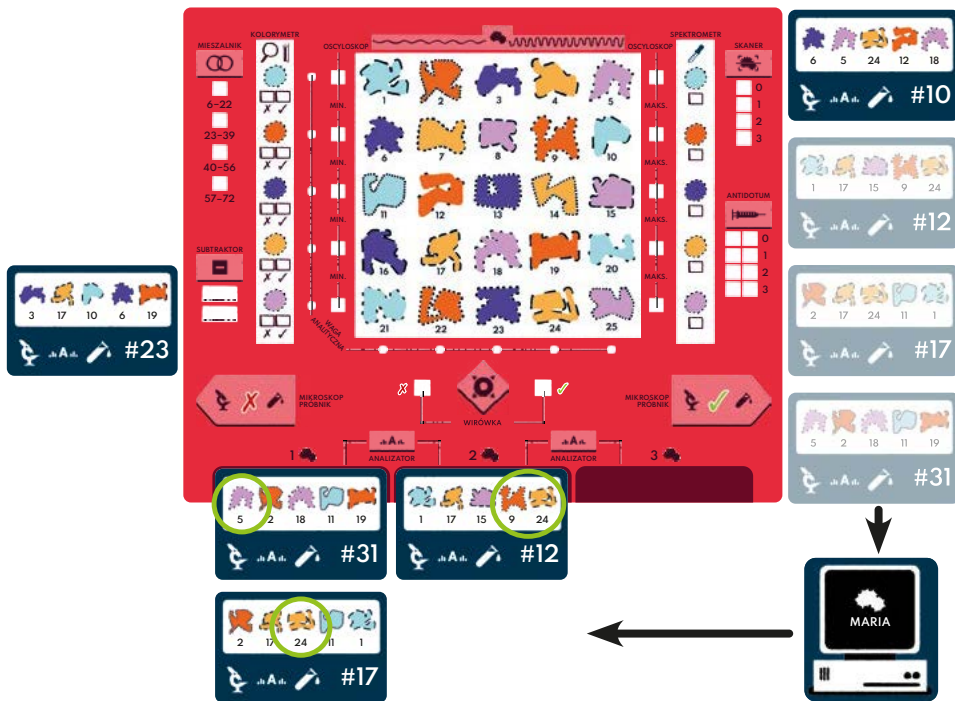 MIESZALNIK
6–22
23–39
40–56
57–72
SUBTRAKTOR
KOLORYMETR
✗ ✓
✗ ✓
✗ ✓
✗ ✓
✗ ✓
OSCYLOSKOP
MIN.
MIN.
MIN.
MIN.
WAGA
ANALITYCZNA
1 2 3 4 5
6 7 8 9 10
11 12 13 14 15
16 17 18 19 20
21 22 23 24 25
OSCYLOSKOP
MAKS.
MAKS.
MAKS.
MAKS.
SPEKTROMETR
SKANER
0
1
2
3
ANTIDOTUM
0
1
2
3
MIKROSKOP
PRÓBNIK
WIRÓWKA
MIKROSKOP
PRÓBNIK
1
ANALIZATOR
2
ANALIZATOR
3
A
A
3 17 10 6 19
A #23
6 5 24 12 18
A #10
1 17 15 9 24
A #12
2 17 24 11 1
A #17
5 2 18 11 19
A #31
5 2 18 11 19
A #31
1 17 15 9 24
A #12
2 17 24 11 1
A #17
MARIA